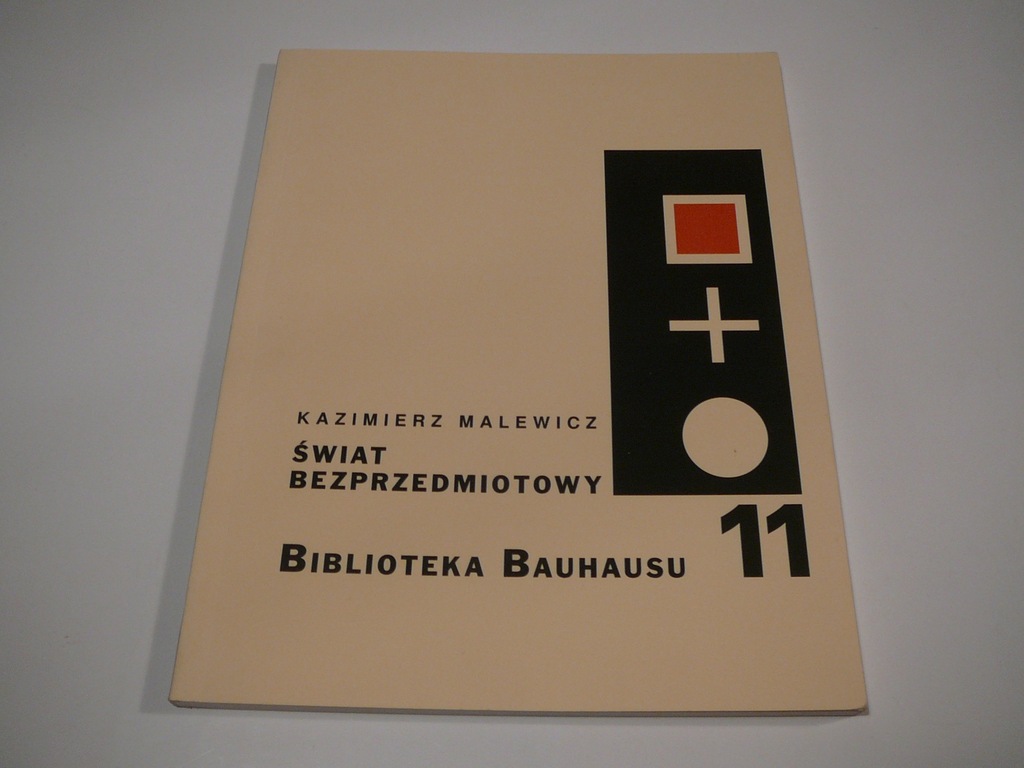 KAZIMIERZ MALEWICZ
ŚWIAT
BEZPRZEDMIOTOWY
BIBLIOTEKA BAUHAUSU
11